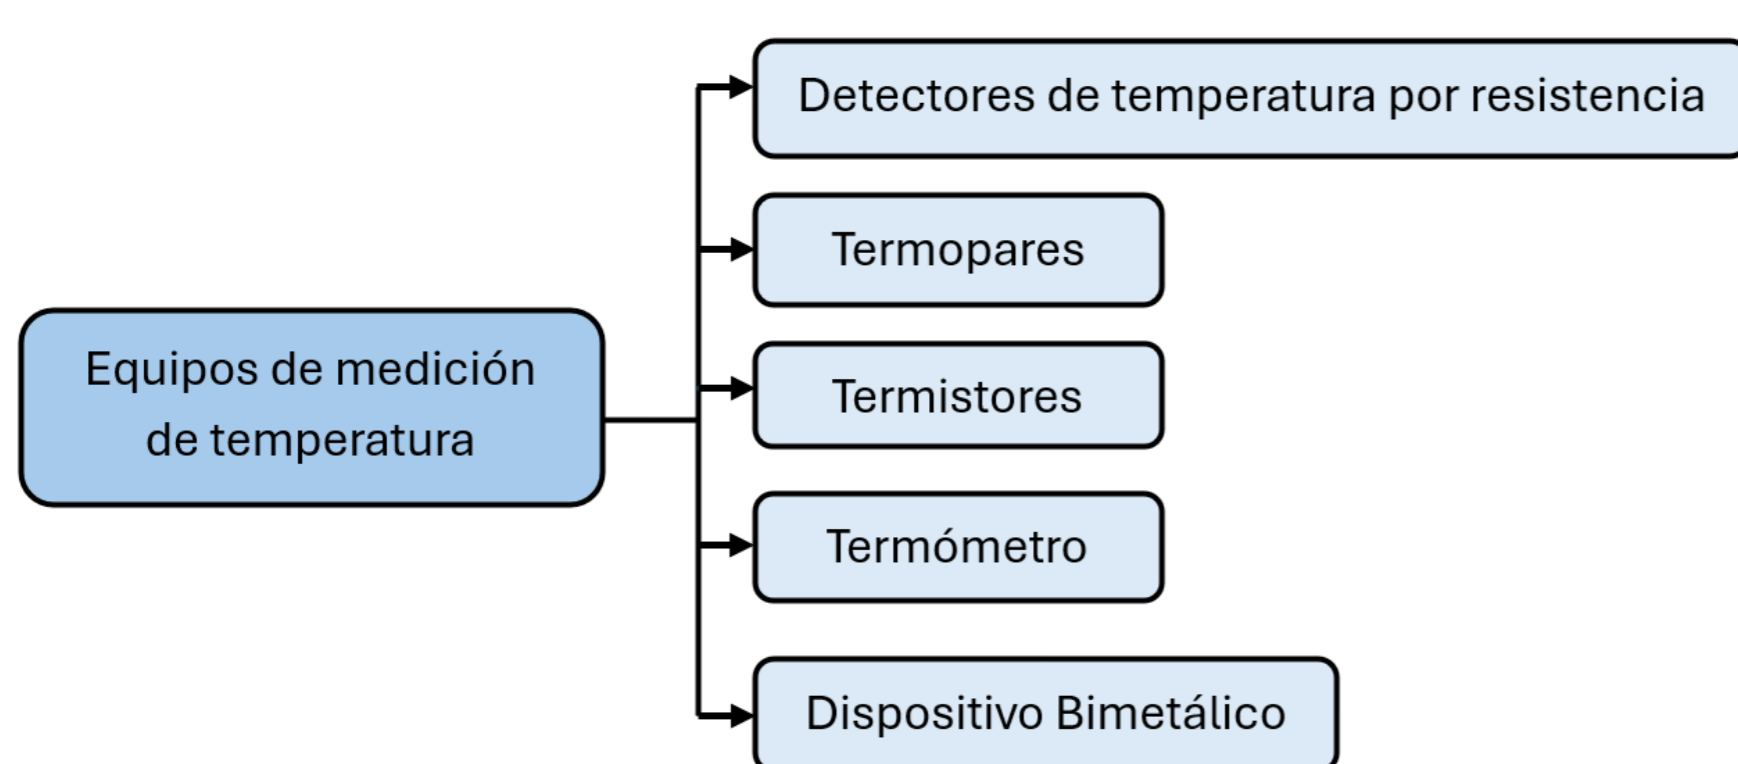 Detectores de temperatura por resistencia
Termopares
Equipos de medición
de temperatura
Termistores
Termómetro
Dispositivo Bimetálico